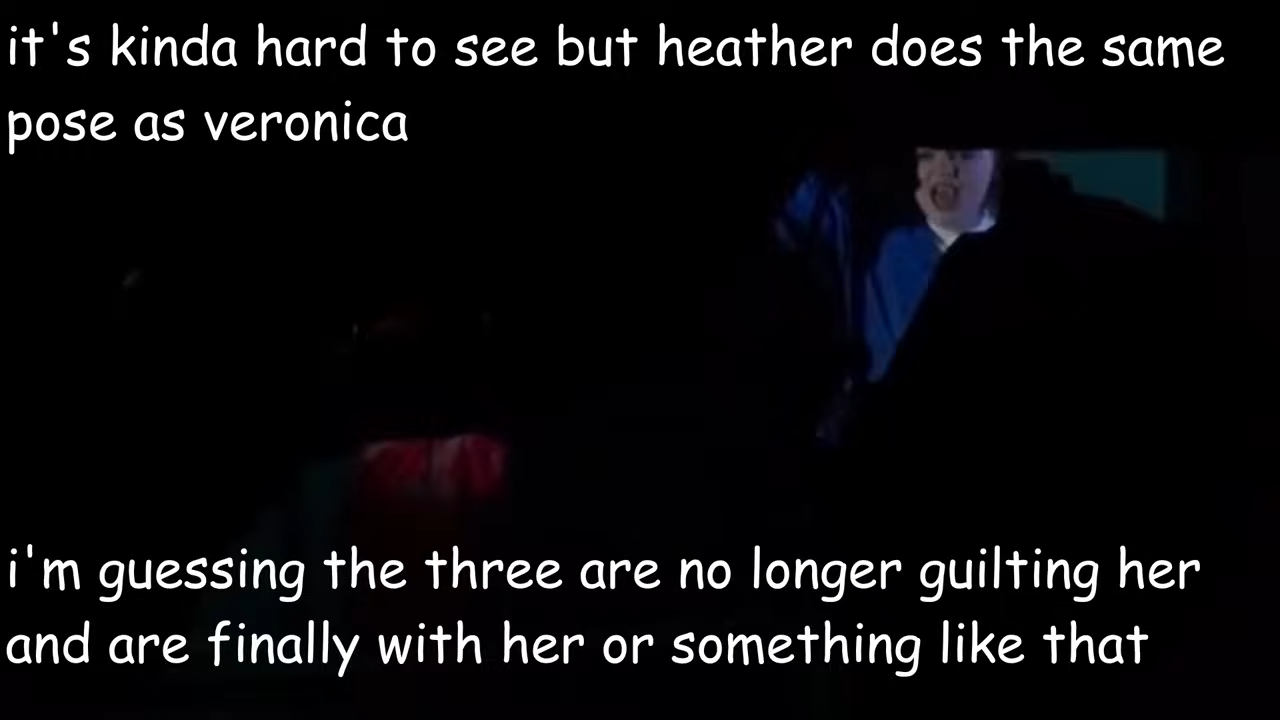 it's kinda hard to see but heather does the same
pose as veronica
i'm guessing the three are no longer guilting her
and are finally with her or something like that